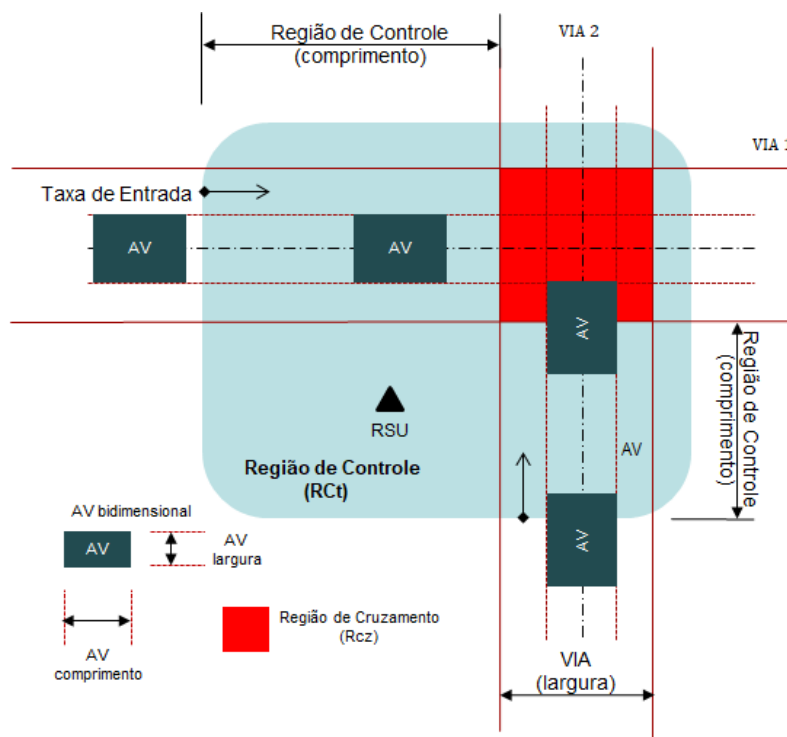 Região de Controle
(comprimento)
VIA 2
VIA 1
Taxa de Entrada
AV
AV
AV
Região de Controle
(comprimento)
RSU
AV
Região de Controle
(RCt)
AV
AV bidimensional
AV
AV
largura
AV
comprimento
Região de Cruzamento
(Rcz)
VIA
(largura)